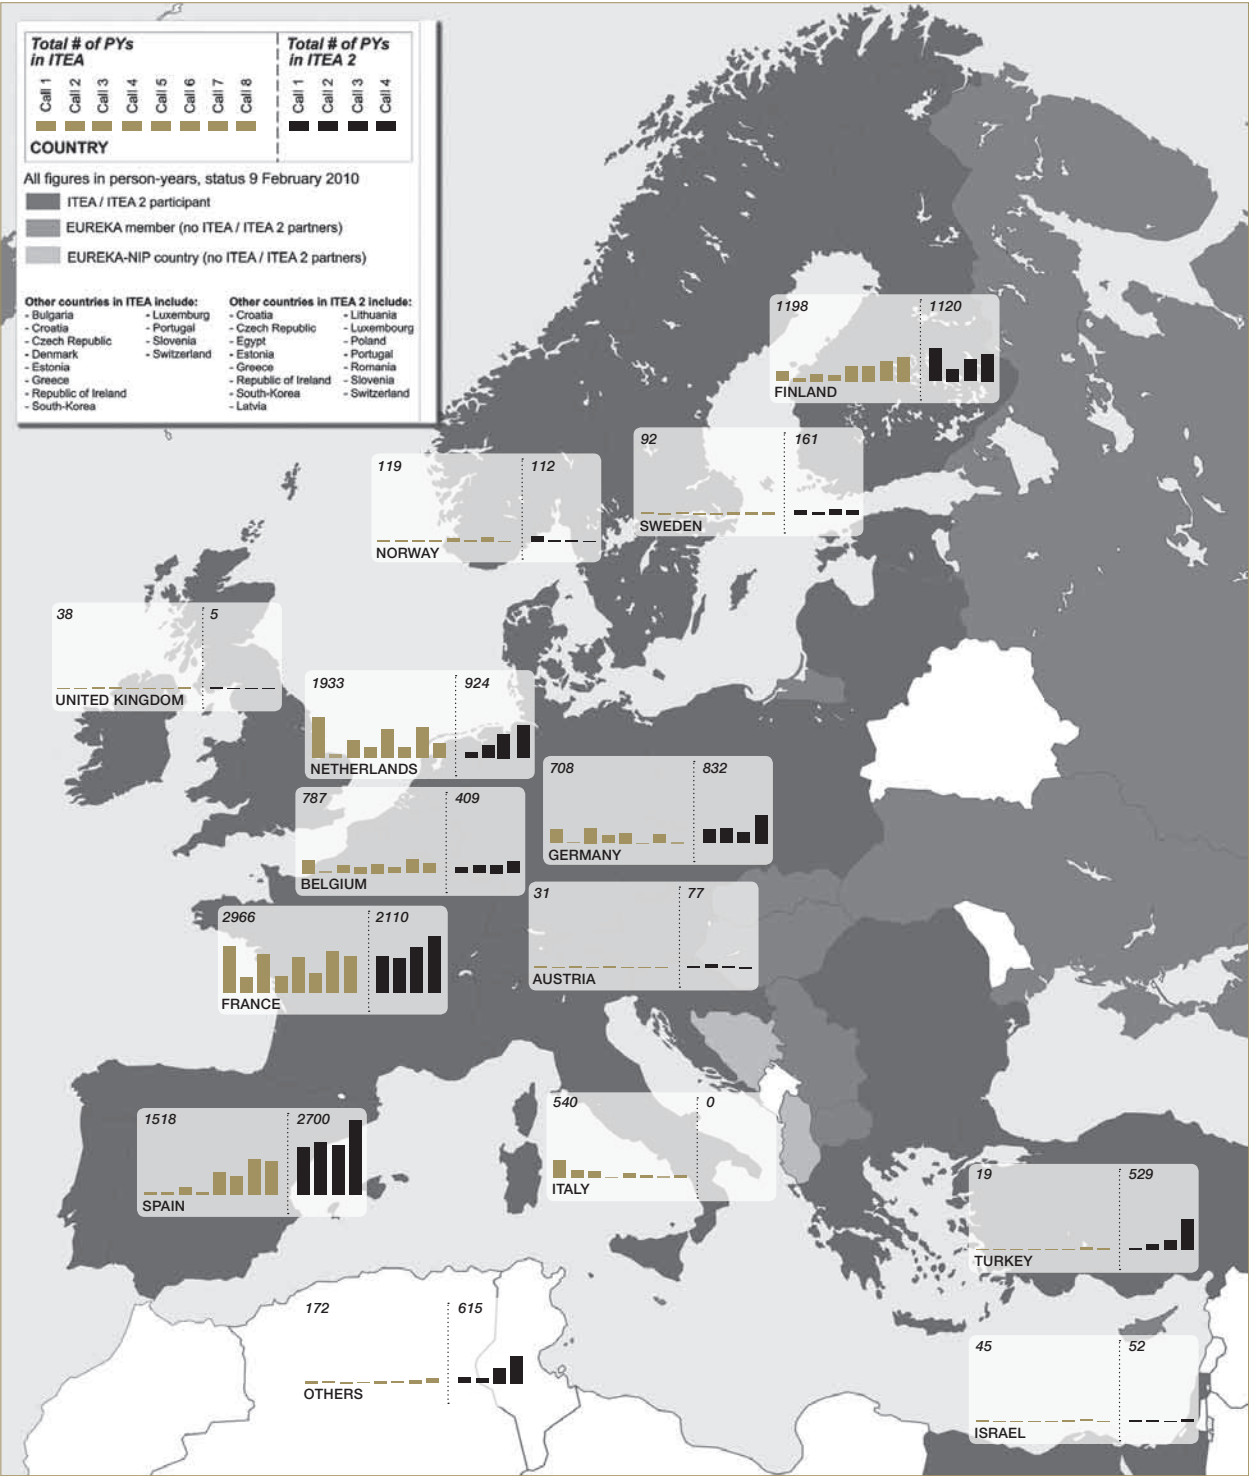 Total # of PYs
in ITEA
Total # of PYs
in ITEA 2
Call 1
Call 2
Call 3
Call 4
Call 5
Call 6
Call 7
Call 8
Call 1
Call 2
Call 3
Call 4
COUNTRY
All figures in person-years, status 9 February 2010
ITEA / ITEA 2 participant
EUREKA member (no ITEA / ITEA 2 partners)
EUREKA-NIP country (no ITEA / ITEA 2 partners)
Other countries in ITEA include:
- Bulgaria
- Croatia
- Czech Republic
- Denmark
- Estonia
- Greece
- Republic of Ireland
- South-Korea
- Luxemburg
- Portugal
- Slovenia
- Switzerland
Other countries in ITEA 2 include:
- Croatia
- Czech Republic
- Egypt
- Estonia
- Greece
- Republic of Ireland
- South-Korea
- Latvia
- Lithuania
- Luxembourg
- Poland
- Portugal
- Romania
- Slovenia
- Switzerland
1198
1120
FINLAND
92
161
SWEDEN
119
112
NORWAY
38
5
UNITED KINGDOM
1933
924
NETHERLANDS
708
832
GERMANY
787
409
BELGIUM
31
77
AUSTRIA
2966
2110
FRANCE
540
0
ITALY
1518
2700
SPAIN
19
529
TURKEY
172
615
OTHERS
45
52
ISRAEL